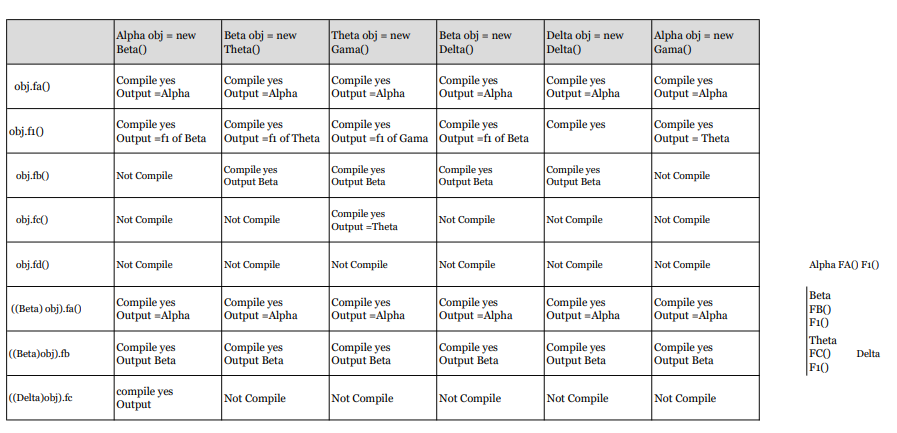 Alpha obj = new Beta() Beta obj = new Theta() Theta obj = new Gama() Beta obj = new Delta() Delta obj = new Delta() Alpha obj = new Gama()
obj.fa() Compile yes Output =Alpha Compile yes Output =Alpha Compile yes Output =Alpha Compile yes Output =Alpha Compile yes Output =Alpha Compile yes Output =Alpha
obj.f1() Compile yes Output =f1 of Beta Compile yes Output =f1 of Theta Compile yes Output =f1 of Gama Compile yes Output =f1 of Beta Compile yes Compile yes Output = Theta
obj.fb() Not Compile Compile yes Output Beta Compile yes Output Beta Compile yes Output Beta Compile yes Output Beta Not Compile
obj.fc() Not Compile Not Compile Compile yes Output =Theta Not Compile Not Compile Not Compile
obj.fd() Not Compile Not Compile Not Compile Not Compile Not Compile Not Compile
((Beta) obj).fa() Compile yes Output =Alpha Compile yes Output =Alpha Compile yes Output =Alpha Compile yes Output =Alpha Compile yes Output =Alpha Compile yes Output =Alpha
((Beta)obj).fb Compile yes Output Beta Compile yes Output Beta Compile yes Output Beta Compile yes Output Beta Compile yes Output Beta Compile yes Output Beta
((Delta)obj).fc compile yes Output Not Compile Not Compile Not Compile Not Compile Not Compile
Alpha FA() F1()
Beta
FB()
F1()
Theta
FC() Delta
F1()